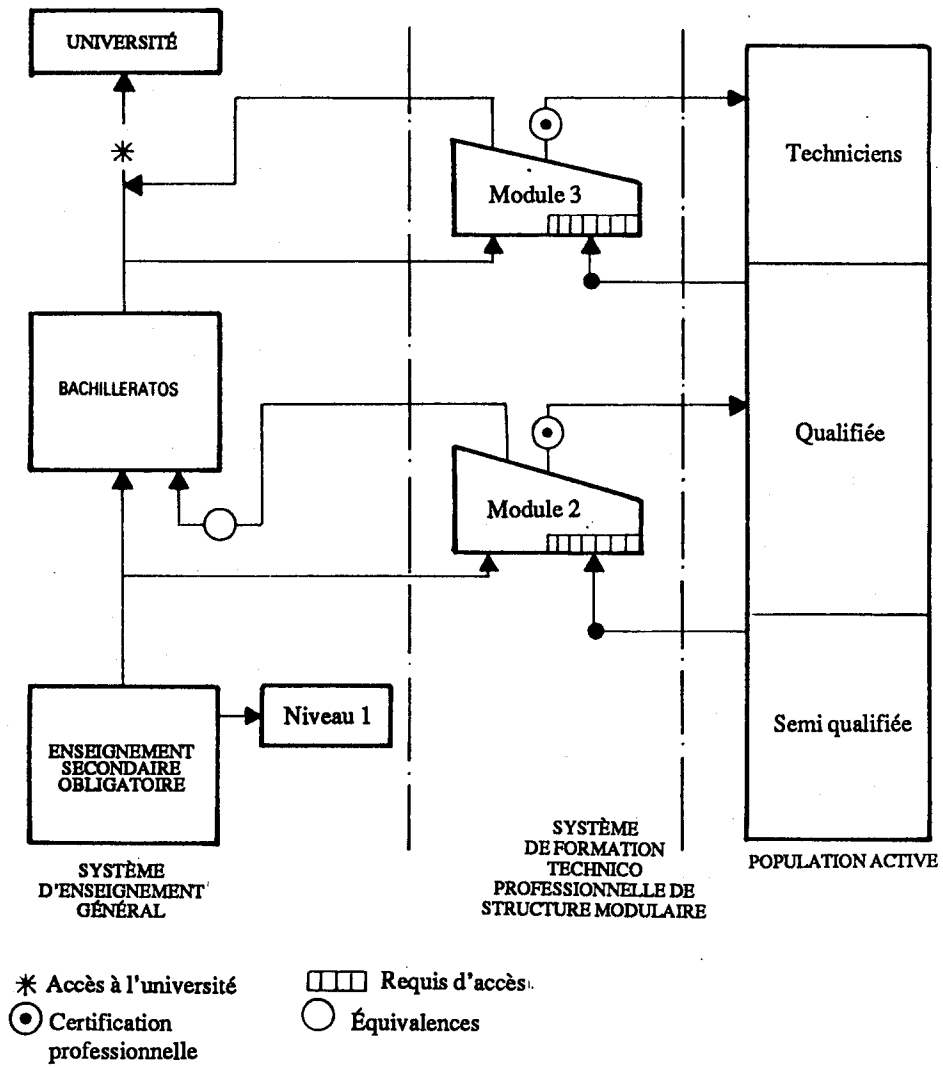 UNIVERSITÉ
Techniciens
Module 3
BACHILLERATOS
Qualifiée
Module 2
Niveau 1
Semi qualifiée
ENSEIGNEMENT
SECONDAIRE
OBLIGATOIRE
SYSTÈME
D'ENSEIGNEMENT
GÉNÉRAL
SYSTÈME
DE FORMATION
TECHNICO
PROFESSIONNELLE DE
STRUCTURE MODULAIRE
POPULATION ACTIVE
Accès à l'université
Requis d'accès
Certification
professionnelle
Équivalences